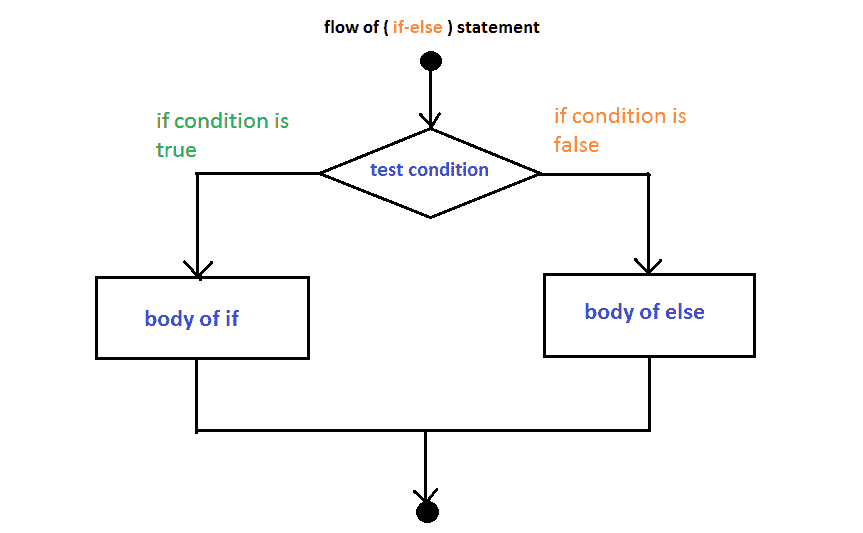 flow of ( if-else ) statement
if condition is
true
if condition is
false
test condition
body of if
body of else